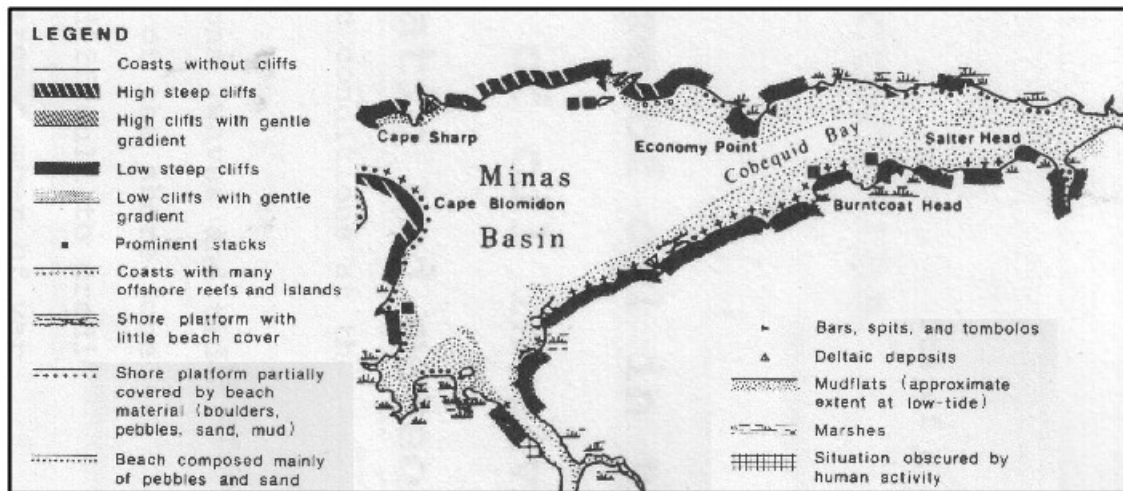 LEGEND
Coasts without cliffs
High steep cliffs
High cliffs with gentle
gradient
Low steep cliffs
Low cliffs with gentle
gradient
Prominent stacks
Coasts with many
offshore reefs and islands
Shore platform with
little beach cover
Shore platform partially
covered by beach
material (boulders,
pebbles, sand, mud)
Beach composed mainly
of pebbles and sand
Cape Sharp
Economy Point
Cobequid Bay
Salter Head
Minas
Cape Blomidon
Basin
Burntcoat Head
Bars, spits, and tombolos
Deltaic deposits
Mudflats (approximate
extent at low-tide)
Marshes
Situation obscured by
human activity